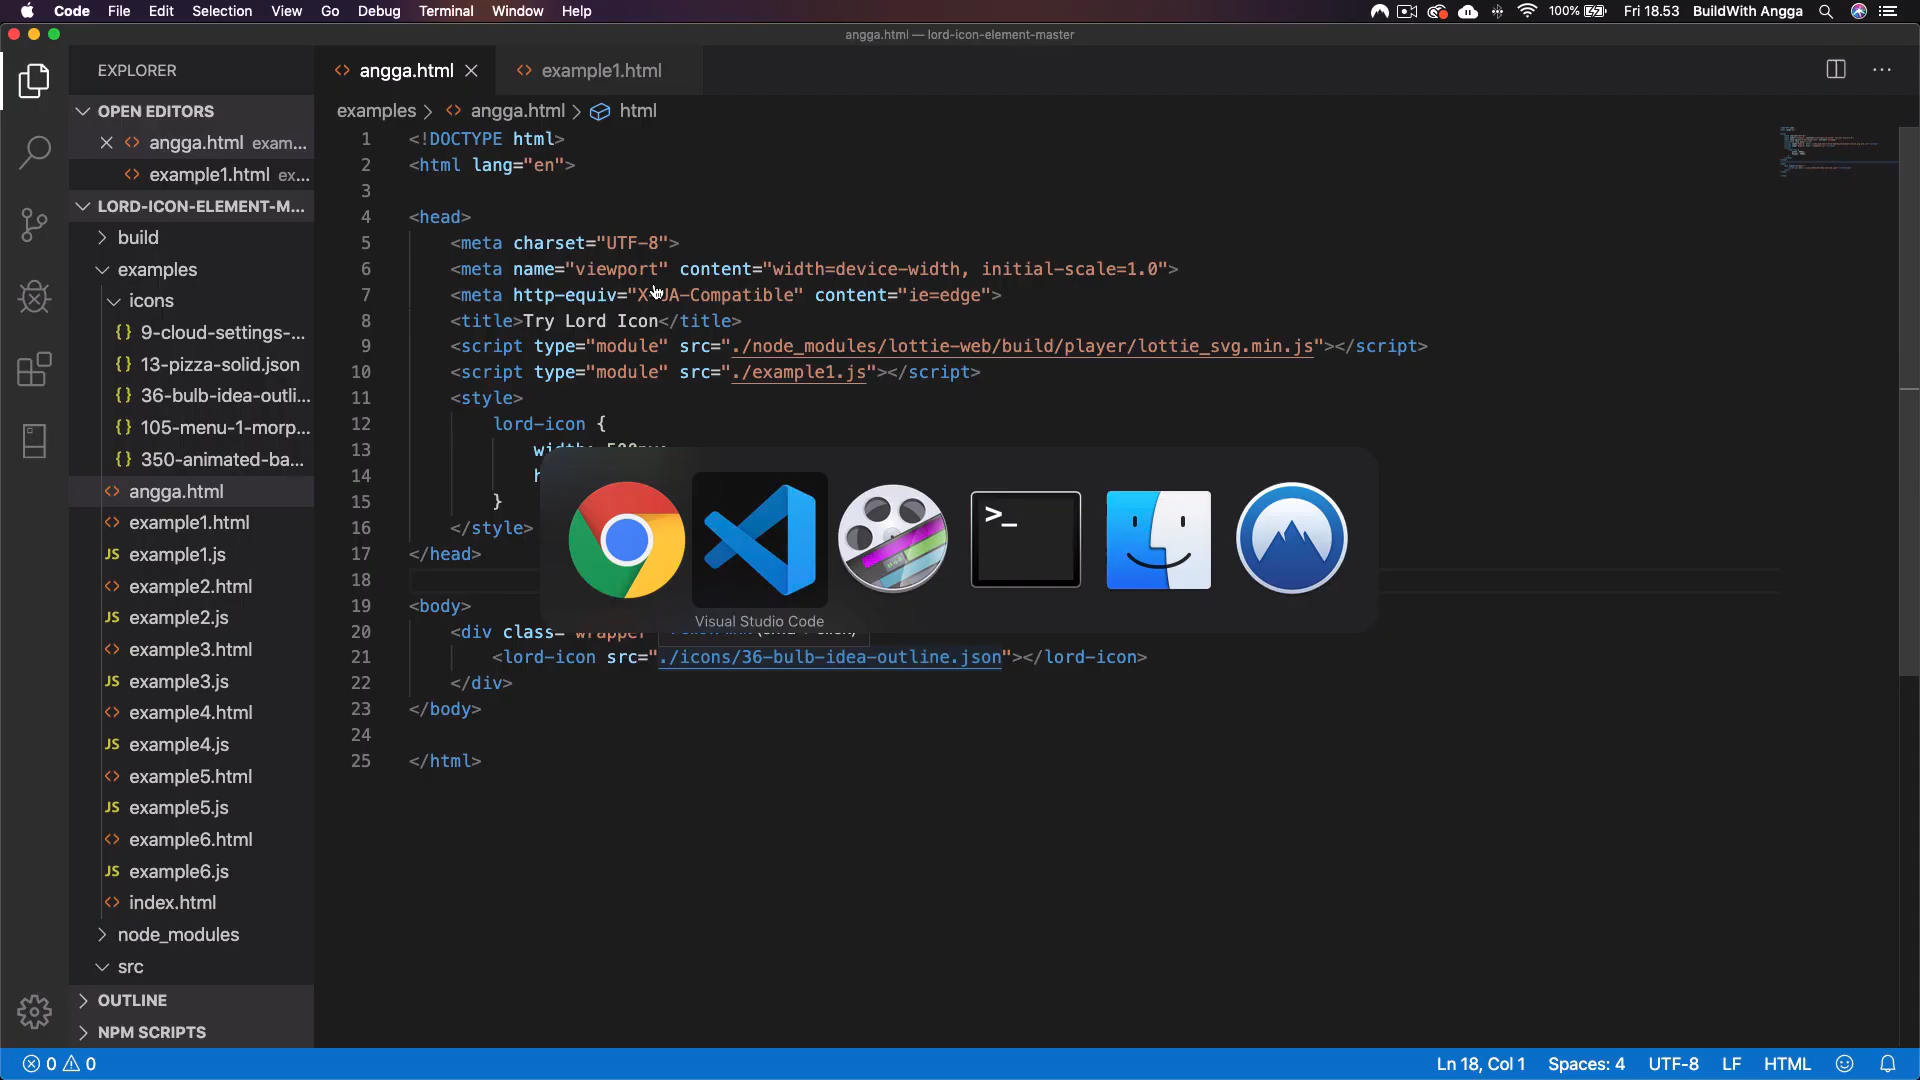 Code File Edit Selection View Go Debug Terminal Window Help 100% Fri 18.53 BuildWith Angga
angga.html — lord-icon-element-master
EXPLORER
OPEN EDITORS
angga.html exam...
example1.html ex...
LORD-ICON-ELEMENT-M...
build
examples
icons
9-cloud-settings-...
13-pizza-solid.json
36-bulb-idea-outli...
105-menu-1-morp...
350-animated-ba...
angga.html
example1.html
example1.js
example2.html
example2.js
example3.html
example3.js
example4.html
example4.js
example5.html
example5.js
example6.html
example6.js
index.html
node_modules
src
OUTLINE
NPM SCRIPTS
angga.html example1.html
examples > angga.html > html
1 <!DOCTYPE html>
2 <html lang="en">
3
4 <head>
5 <meta charset="UTF-8">
6 <meta name="viewport" content="width=device-width, initial-scale=1.0">
7 <meta http-equiv="X-UA-Compatible" content="ie=edge">
8 <title>Try Lord Icon</title>
9 <script type="module" src="./node_modules/lottie-web/build/player/lottie_svg.min.js"></script>
10 <script type="module" src="./example1.js"></script>
11 <style>
12 lord-icon {
13
14
15 }
16 </style>
17 </head>
18
19 <body>
20 <div class="wrapper
21 <lord-icon src="./icons/36-bulb-idea-outline.json"></lord-icon>
22 </div>
23 </body>
24
25 </html>
Visual Studio Code
0 0 Ln 18, Col 1 Spaces: 4 UTF-8 LF HTML